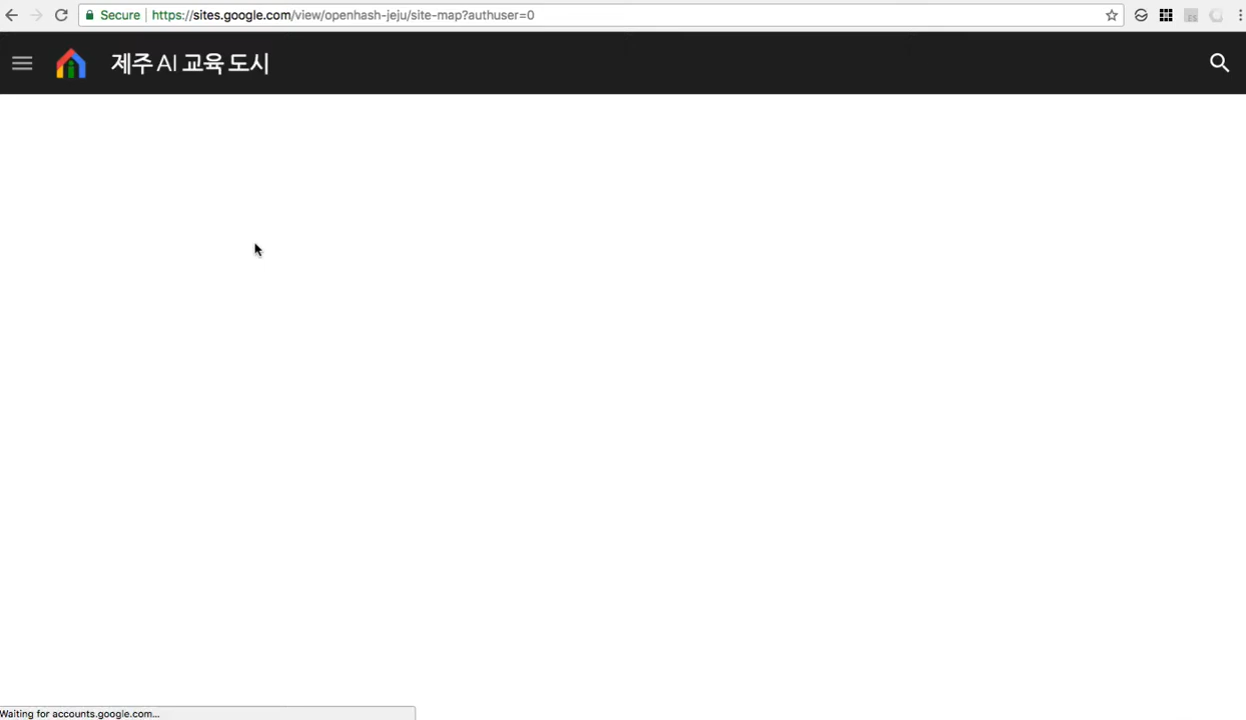 Secure https://sites.google.com/view/openhash-jeju/site-map?authuser=0
제주 AI 교육 도시
Waiting for accounts.google.com...